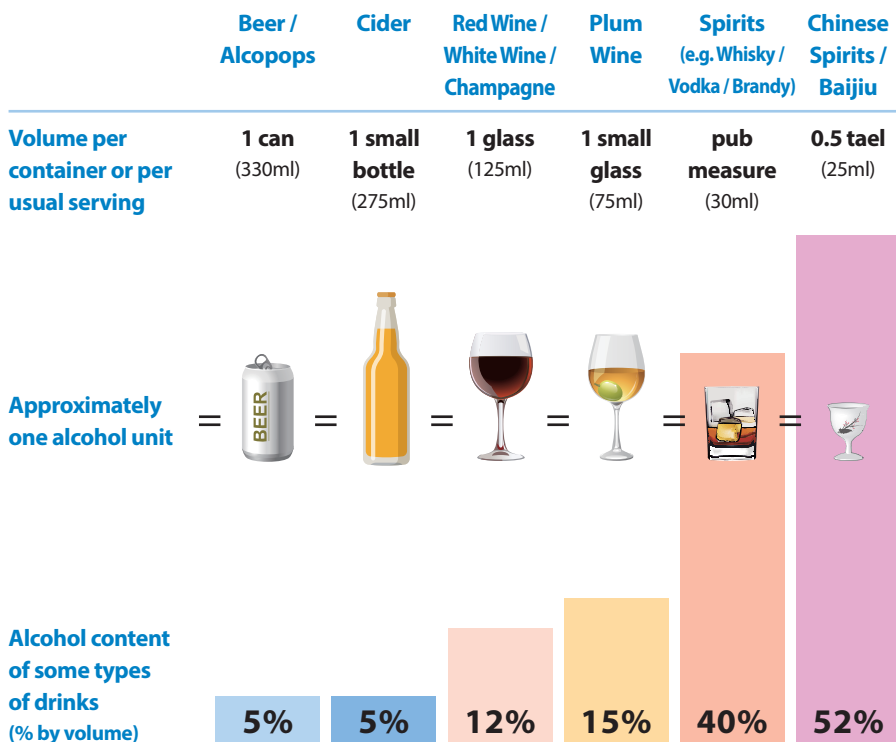 Beer /
Alcopops
Cider
Red Wine /
White Wine /
Champagne
Plum
Wine
Spirits
(e.g. Whisky /
Vodka / Brandy)
Chinese
Spirits /
Baijiu
Volume per
container or per
usual serving
1 can
(330ml)
1 small
bottle
(275ml)
1 glass
(125ml)
1 small
glass
(75ml)
pub
measure
(30ml)
0.5 tael
(25ml)
Approximately
one alcohol unit
= BEER = = = = =
Alcohol content
of some types
of drinks
(% by volume)
5% 5% 12% 15% 40% 52%